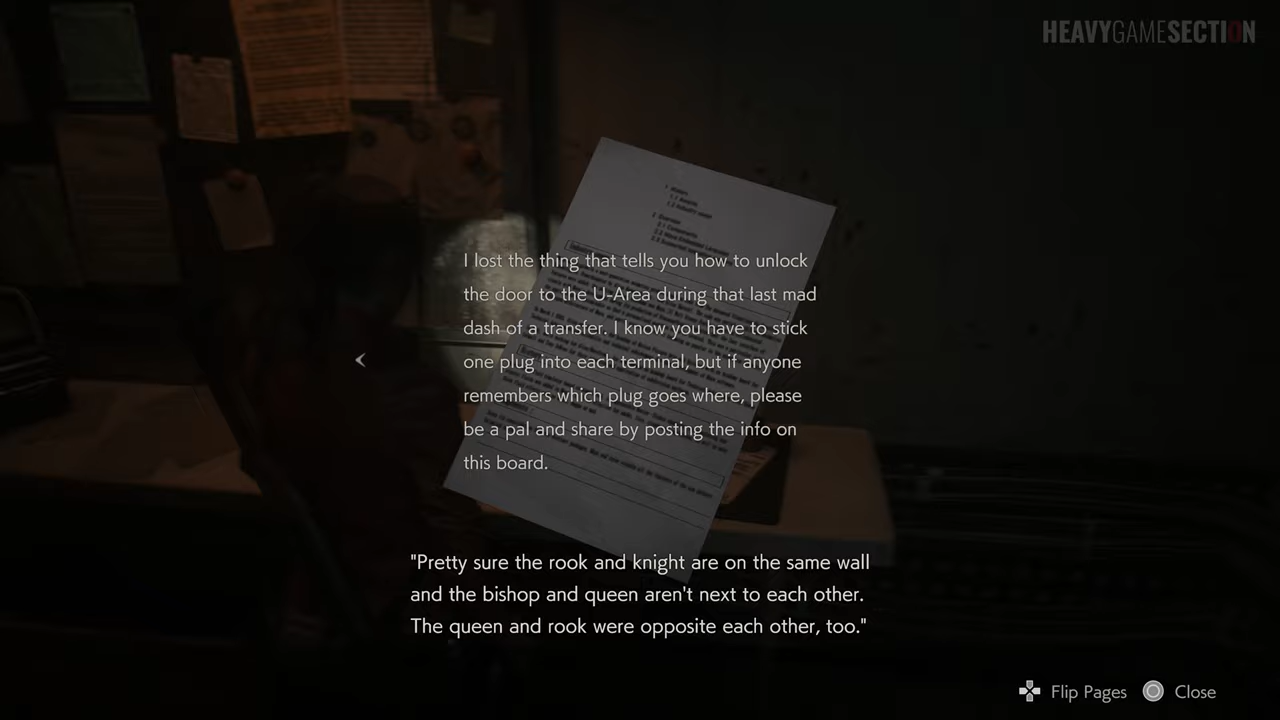 HEAVYGAMESECTION
I lost the thing that tells you how to unlock
the door to the U-Area during that last mad
dash of a transfer. I know you have to stick
one plug into each terminal, but if anyone
remembers which plug goes where, please
be a pal and share by posting the info on
this board.
"Pretty sure the rook and knight are on the same wall
and the bishop and queen aren't next to each other.
The queen and rook were opposite each other, too."
Flip Pages
Close